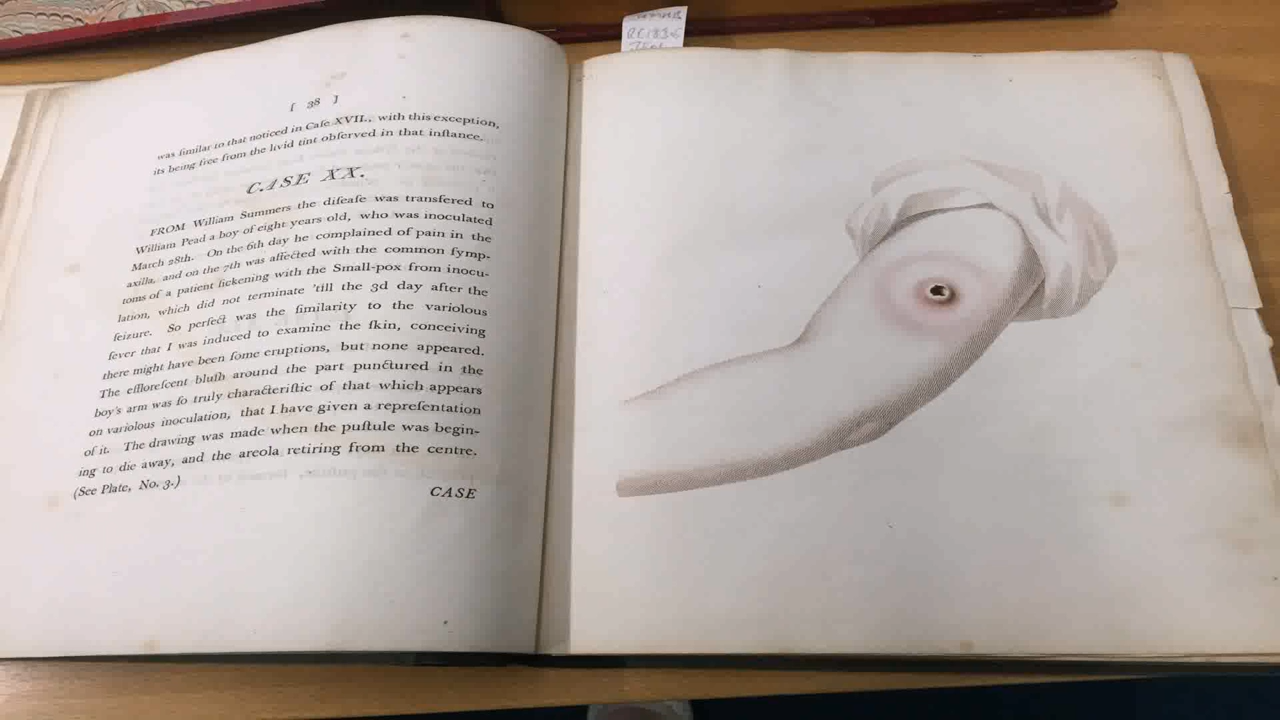 [ 38 ]
was ſimilar to that noticed in Caſe XVII., with this exception,
its being free from the livid tint obſerved in that inſtance.
CASE XX.
FROM William Summers the diſeaſe was transfered to
William Pead a boy of eight years old, who was inoculated
March 28th. On the 6th day he complained of pain in the
axilla, and on the 7th was affected with the common ſymp-
toms of a patient ſickening with the Small-pox from inocu-
lation, which did not terminate 'till the 3d day after the
ſeizure. So perfect was the ſimilarity to the variolous
fever that I was induced to examine the ſkin, conceiving
there might have been ſome eruptions, but none appeared.
The effloreſcent bluſh around the part punctured in the
boy's arm was ſo truly characteriſtic of that which appears
on variolous inoculation, that I have given a repreſentation
of it. The drawing was made when the puſtule was begin-
ing to die away, and the areola retiring from the centre.
(See Plate, No. 3.)
CASE